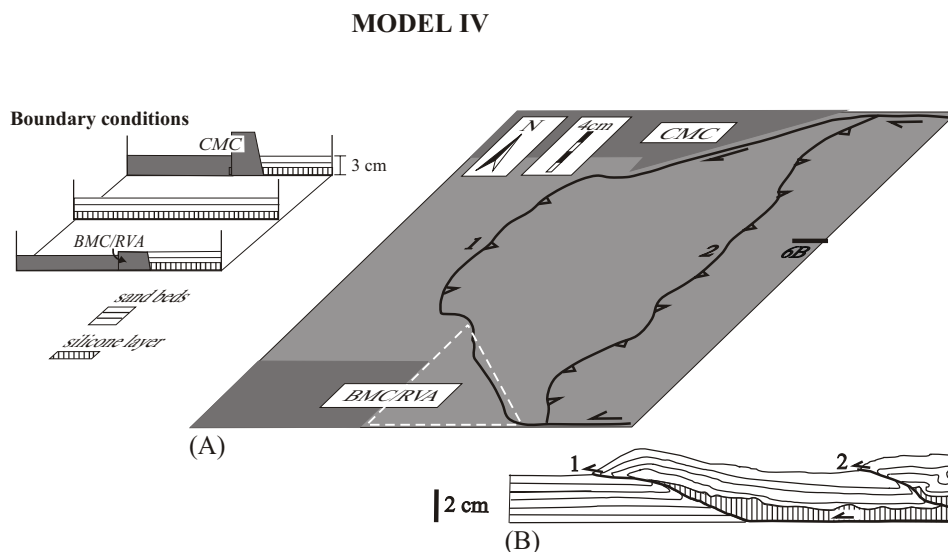 MODEL IV
Boundary conditions
CMC
3 cm
BMC/RVA
sand beds
silicone layer
N
4cm
CMC
1
2
6B
BMC/RVA
(A)
1
2
2 cm
(B)